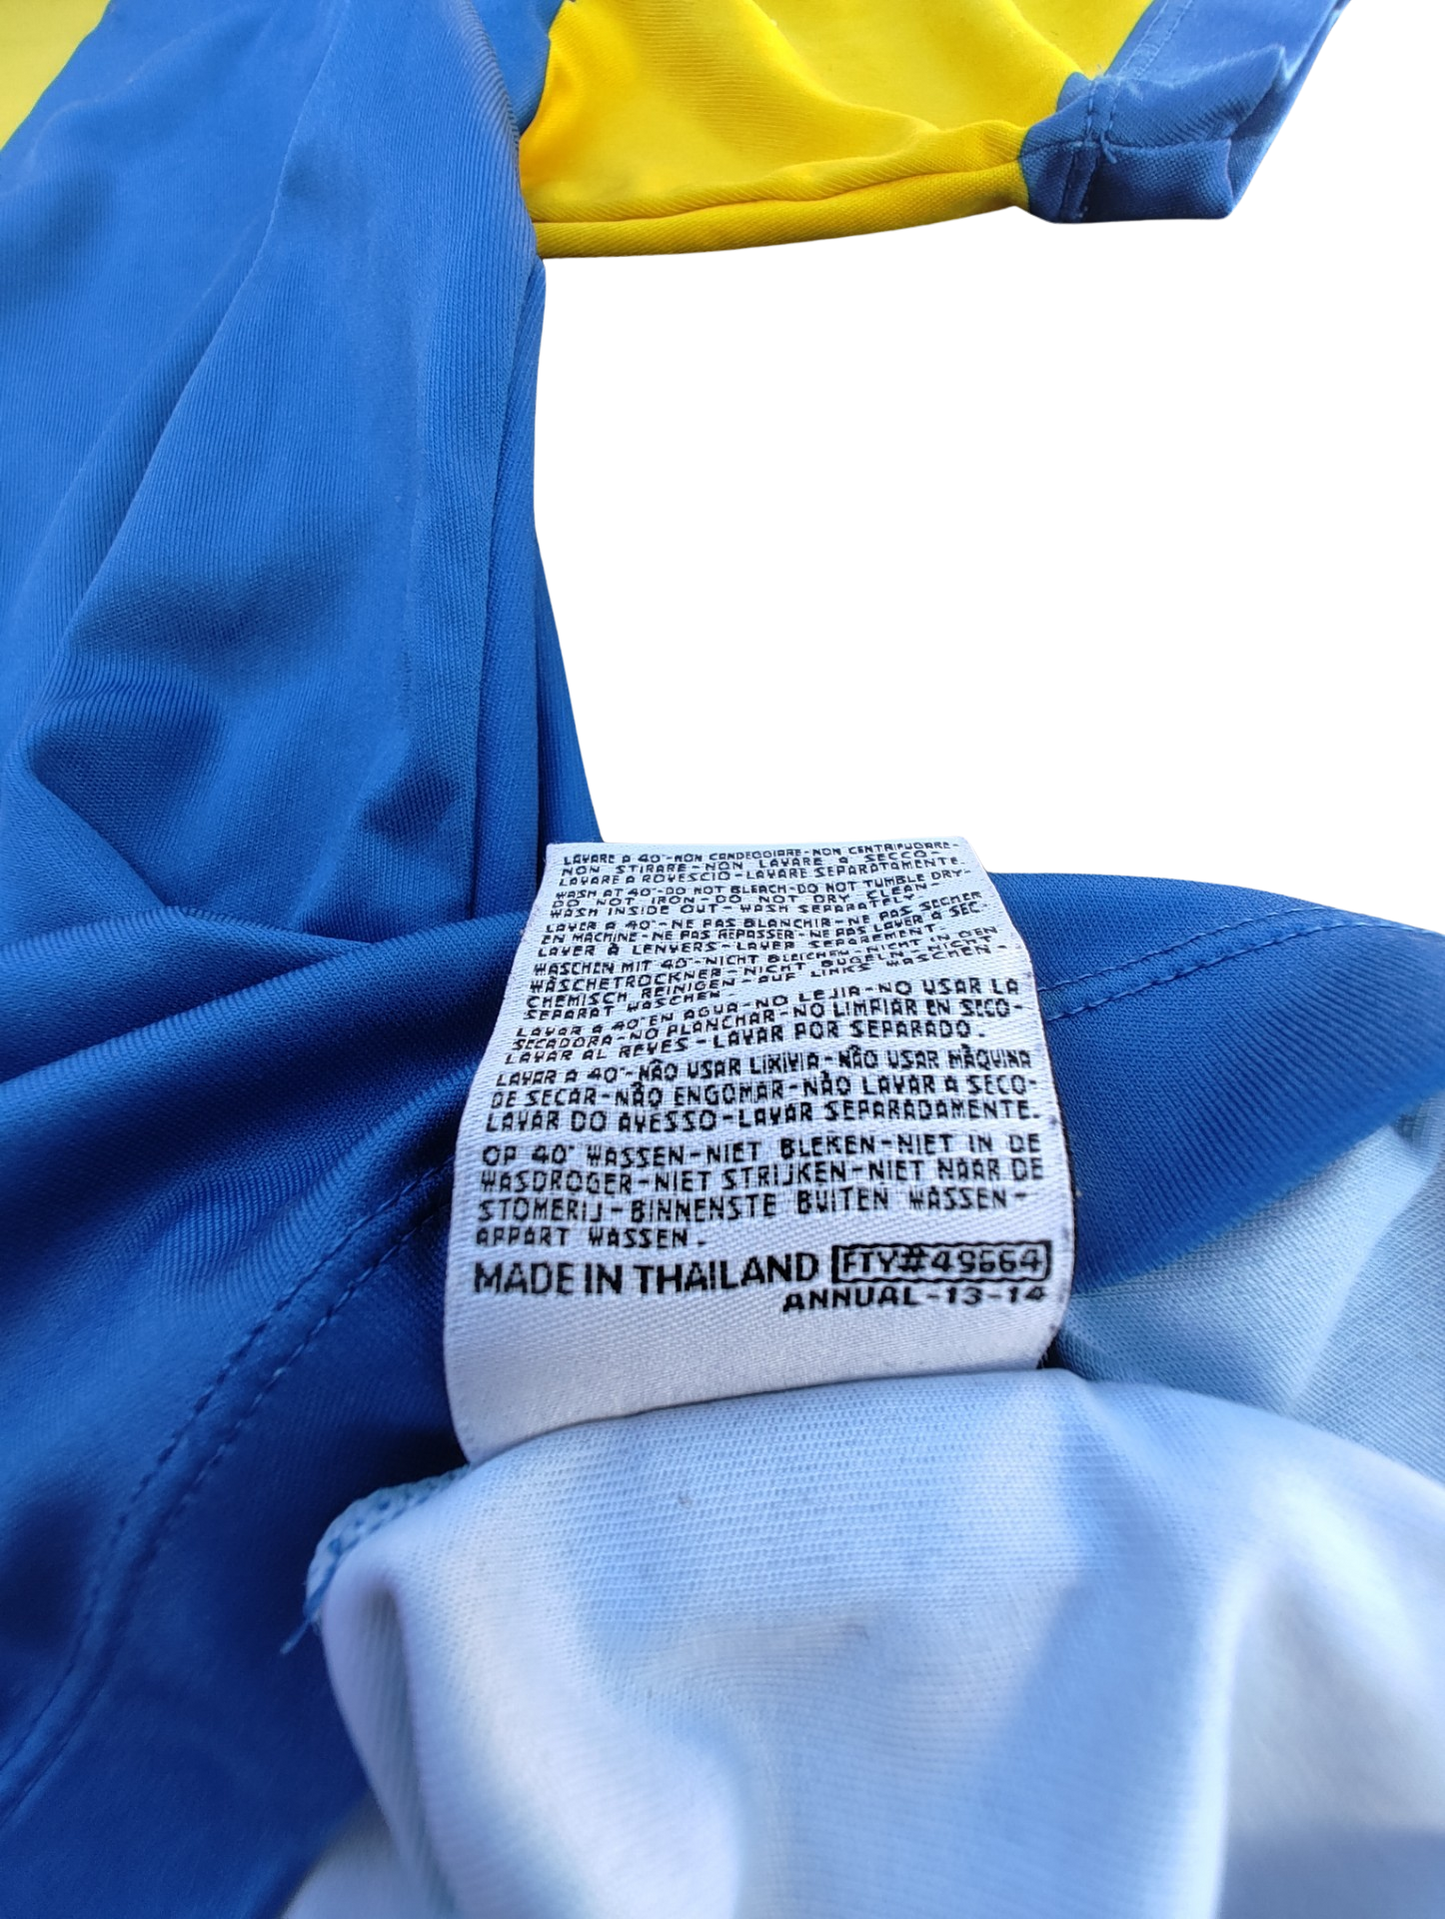 LAVARE A 40°-NON CANDEGGIARE-NON CENTRIFUGARE-
NON STIRARE-NON LAVARE A SECCO-
LAVARE A ROVESCIO-LAVARE SEPARATAMENTE.
WASH AT 40°-DO NOT BLEACH-DO NOT TUMBLE DRY-
DO NOT IRON-DO NOT DRY CLEAN-
WASH INSIDE OUT-WASH SEPARATELY.
LAVER A 40°-NE PAS BLANCHIR-NE PAS SECHER
EN MACHINE-NE PAS REPASSER-NE PAS LAVER A SEC.
LAVER À LENVERS-LAVER SEPAREMENT.
WASCHEN MIT 40°-NICHT BLEICHEN-NICHT IN DEN
WÄSCHETROCKNER-NICHT BUGELN-NICHT
CHEMISCH REINIGEN-AUF LINKS WASCHEN-
SEPARAT WASCHEN-
LAVAR A 40°EN AGUA-NO LEJIA-NO USAR LA
SECADORA-NO PLANCHAR-NO LIMPIAR EN SECO-
LAVAR AL REVES-LAVAR POR SEPARADO.
LAVAR A 40°-NÃO USAR LIXIVIA-NÃO USAR MÀQUINA
DE SECAR-NÃO ENGOMAR-NÃO LAVAR A SECO-
LAVAR DO AVESSO-LAVAR SEPARADAMENTE.
OP 40° WASSEN-NIET BLEKEN-NIET IN DE
WASDROGER-NIET STRIJKEN-NIET NAAR DE
STOMERIJ-BINNENSTE BUITEN WASSEN-
APPART WASSEN.
MADE IN THAILAND FTY#49664
ANNUAL-13-14